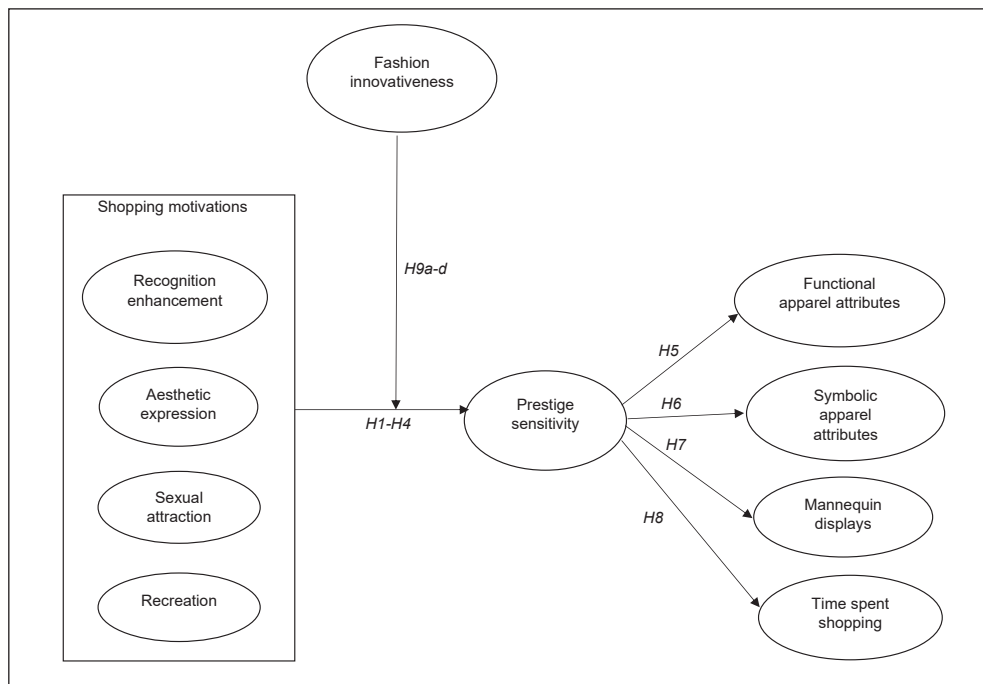 Fashion
innovativeness
Shopping motivations
Recognition
enhancement
Aesthetic
expression
Sexual
attraction
Recreation
H9a-d
H1-H4
Prestige
sensitivity
H5
H6
H7
H8
Functional
apparel attributes
Symbolic
apparel
attributes
Mannequin
displays
Time spent
shopping